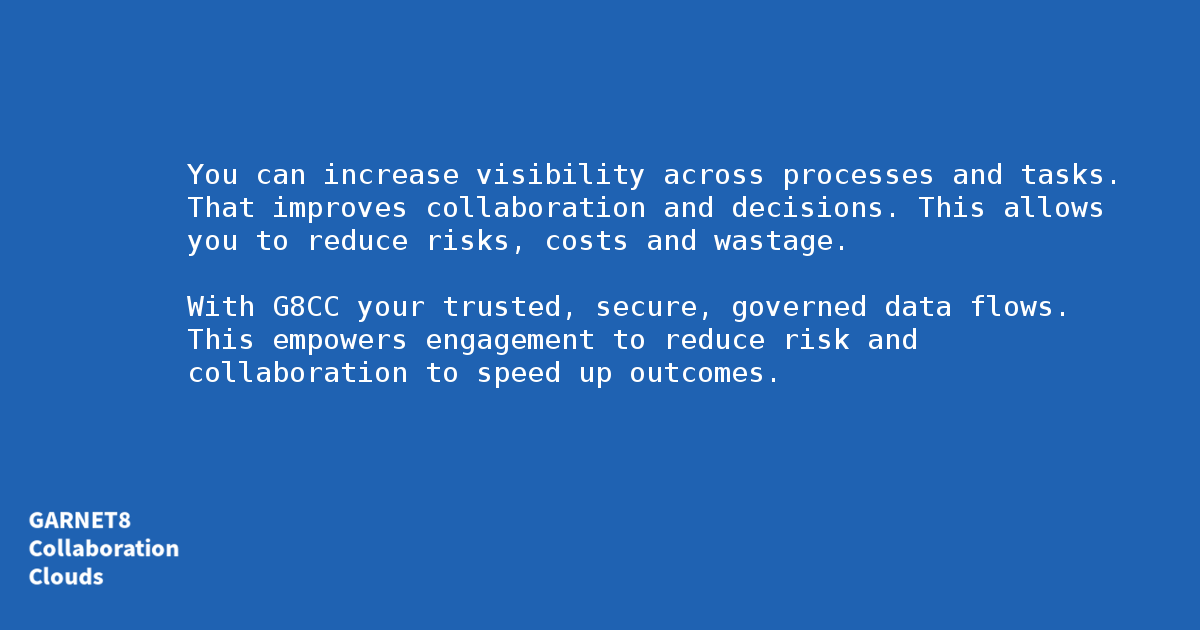 You can increase visibility across processes and tasks.
That improves collaboration and decisions. This allows
you to reduce risks, costs and wastage.
With G8CC your trusted, secure, governed data flows.
This empowers engagement to reduce risk and
collaboration to speed up outcomes.
GARNET8
Collaboration
Clouds